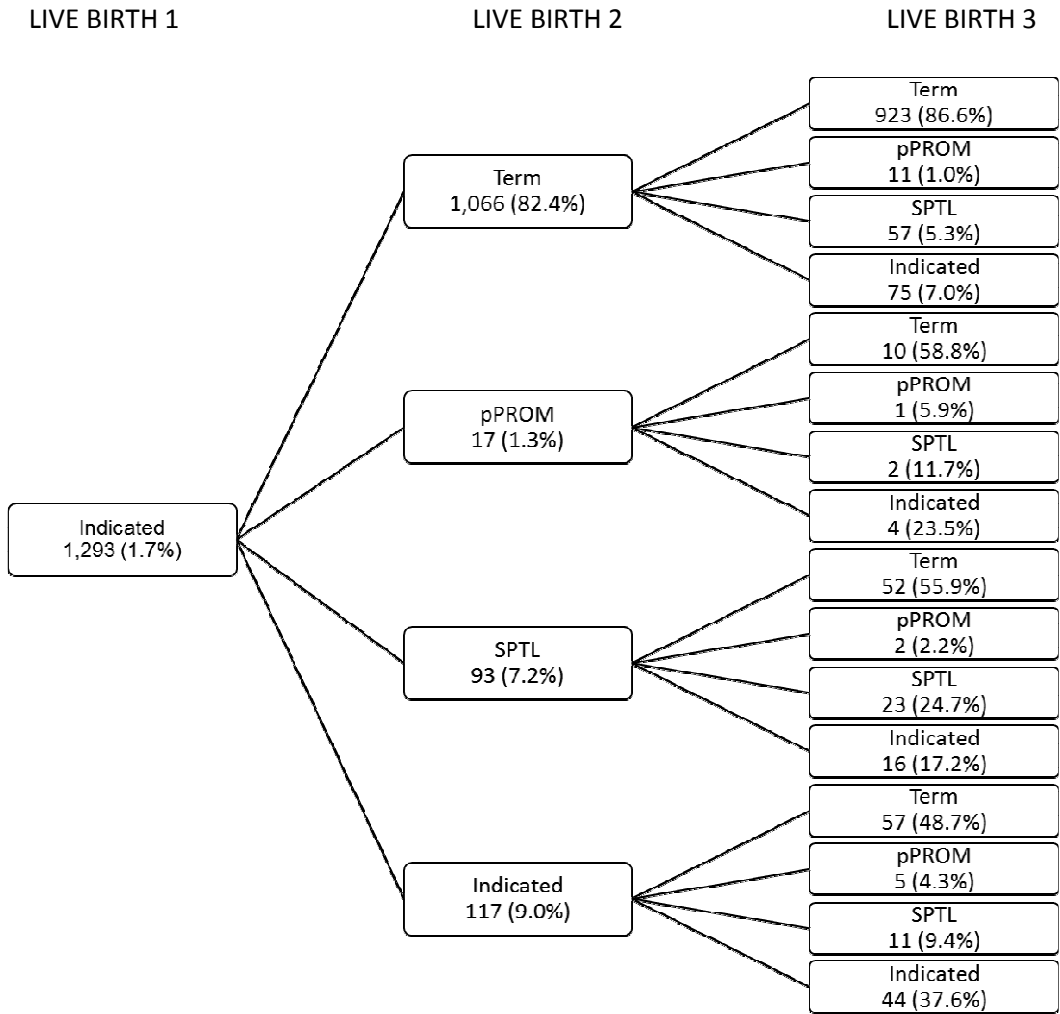 LIVE BIRTH 1
LIVE BIRTH 2
LIVE BIRTH 3
Indicated
1,293 (1.7%)
Term
1,066 (82.4%)
pPROM
17 (1.3%)
SPTL
93 (7.2%)
Indicated
117 (9.0%)
Term
923 (86.6%)
pPROM
11 (1.0%)
SPTL
57 (5.3%)
Indicated
75 (7.0%)
Term
10 (58.8%)
pPROM
1 (5.9%)
SPTL
2 (11.7%)
Indicated
4 (23.5%)
Term
52 (55.9%)
pPROM
2 (2.2%)
SPTL
23 (24.7%)
Indicated
16 (17.2%)
Term
57 (48.7%)
pPROM
5 (4.3%)
SPTL
11 (9.4%)
Indicated
44 (37.6%)